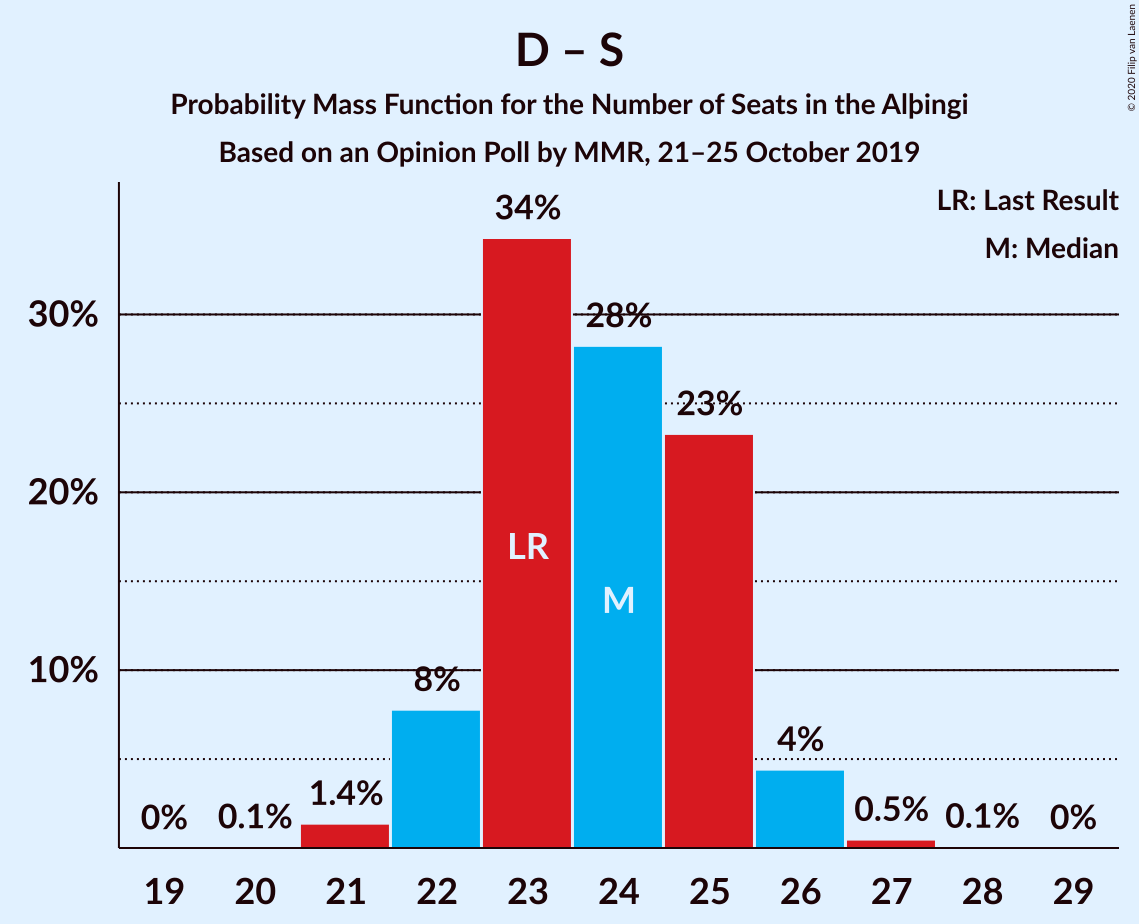 D – S
Probability Mass Function for the Number of Seats in the Alþingi
Based on an Opinion Poll by MMR, 21–25 October 2019
© 2020 Filip van Laenen
LR: Last Result
M: Median
34%
30%
28%
23%
20%
LR
M
10%
8%
4%
1.4%
0.5%
0%
0.1%
0.1%
0%
19 20 21 22 23 24 25 26 27 28 29